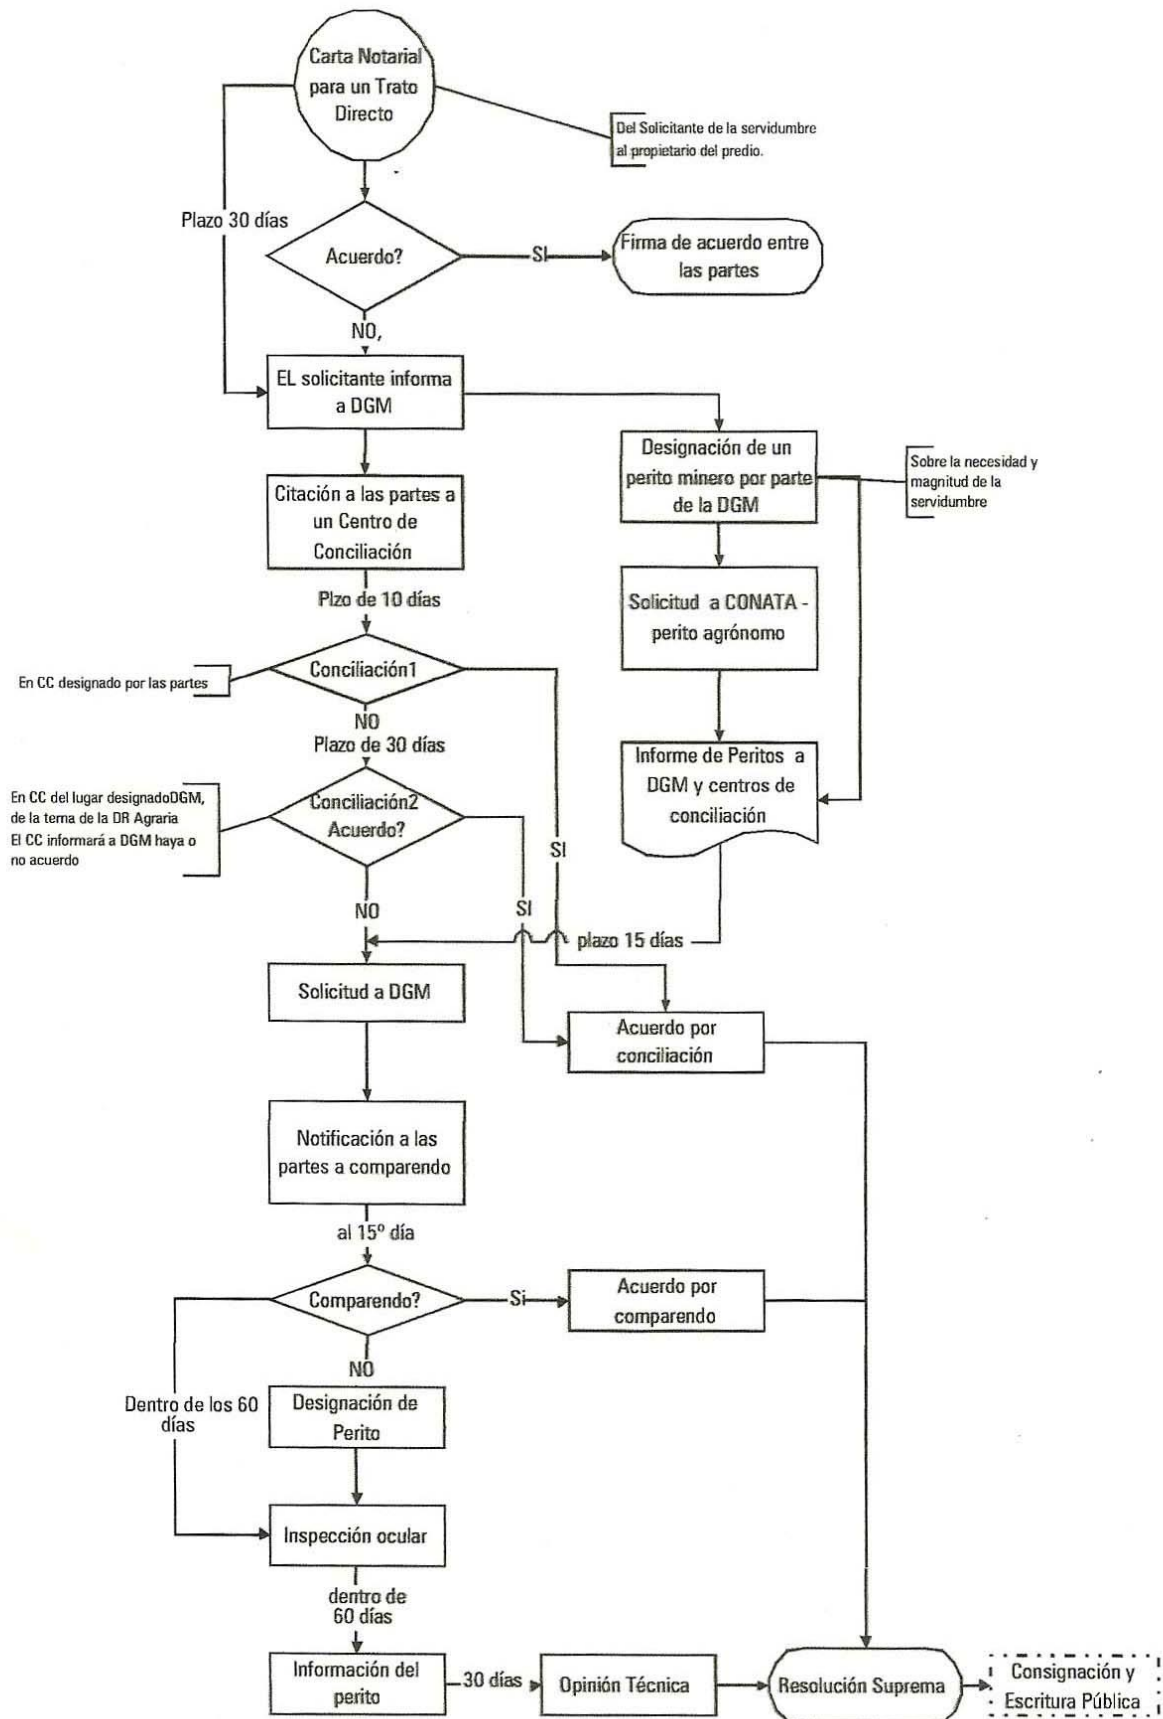 Carta Notarial
para un Trato
Directo
Del Solicitante de la servidumbre
al propietario del predio.
Plazo 30 días
Acuerdo?
SI
Firma de acuerdo entre
las partes
NO,
EL solicitante informa
a DGM
Designación de un
perito minero por parte
de la DGM
Sobre la necesidad y
magnitud de la
servidumbre
Citación a las partes a
un Centro de
Conciliación
Plzo de 10 días
Solicitud a CONATA -
perito agrónomo
En CC designado por las partes
Conciliación1
NO
Plazo de 30 días
Informe de Peritos a
DGM y centros de
conciliación
En CC del lugar designadoDGM,
de la terna de la DR Agraria
El CC informará a DGM haya o
no acuerdo
Conciliación2
Acuerdo?
SI
NO
SI
plazo 15 días
Solicitud a DGM
Acuerdo por
conciliación
Notificación a las
partes a comparendo
al 15º día
Comparendo?
Si
Acuerdo por
comparendo
NO
Dentro de los 60
días
Designación de
Perito
Inspección ocular
dentro de
60 días
Información del
perito
30 días
Opinión Técnica
Resolución Suprema
Consignación y
Escritura Pública